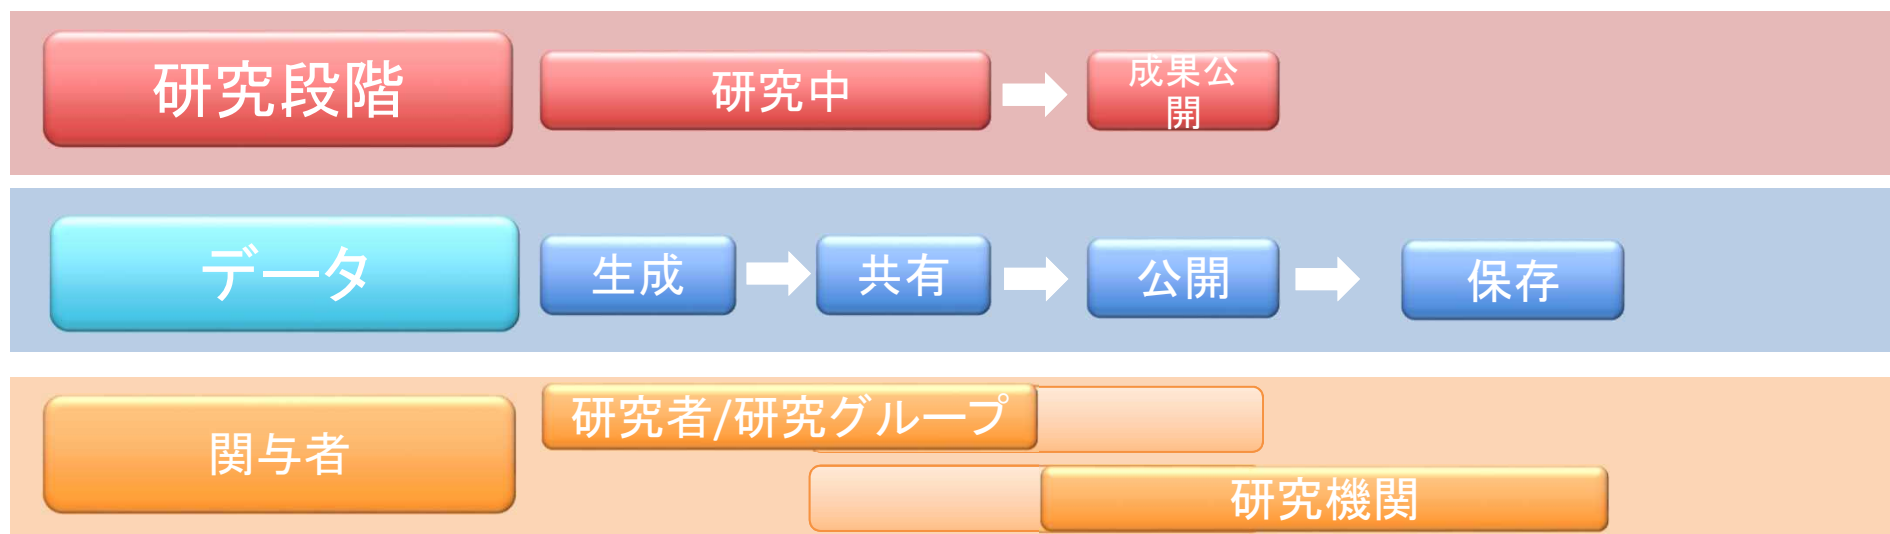 研究段階
研究中
成果公
開
データ
生成
共有
公開
保存
関与者
研究者/研究グループ
研究機関